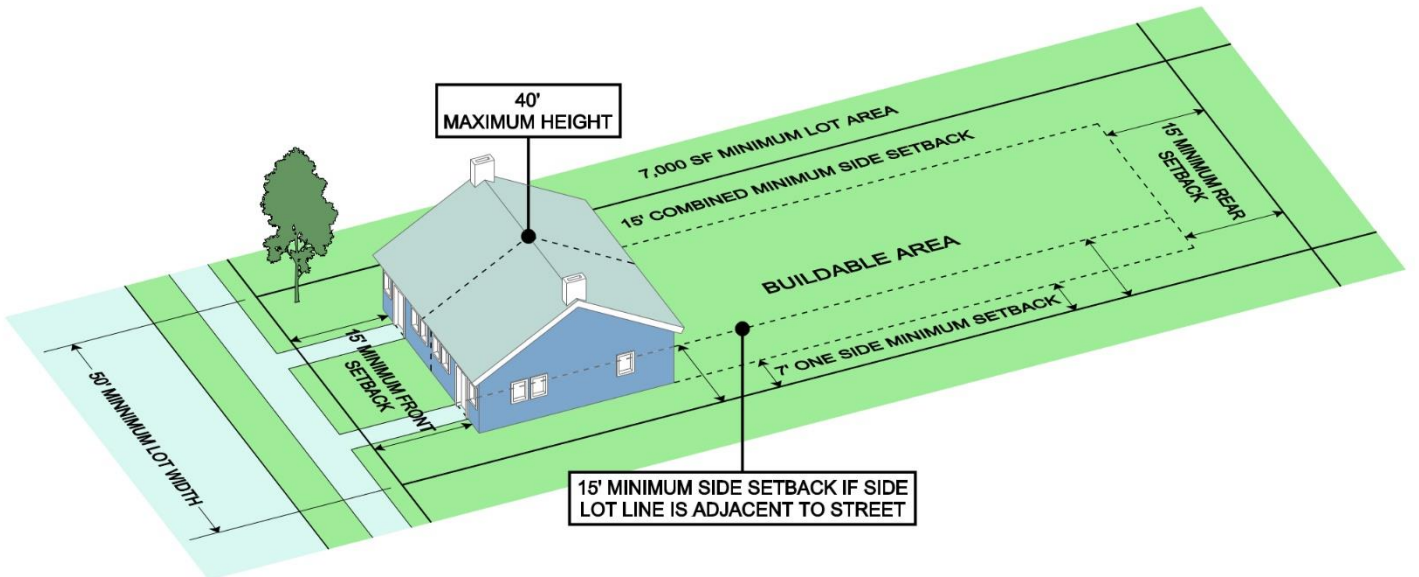 40'
MAXIMUM HEIGHT
7,000 SF MINIMUM LOT AREA
15' COMBINED MINIMUM SIDE SETBACK
15' MINIMUM REAR
SETBACK
BUILDABLE AREA
7' ONE SIDE MINIMUM SETBACK
15' MINIMUM FRONT
SETBACK
50' MINNIMUM LOT WIDTH
15' MINIMUM SIDE SETBACK IF SIDE
LOT LINE IS ADJACENT TO STREET